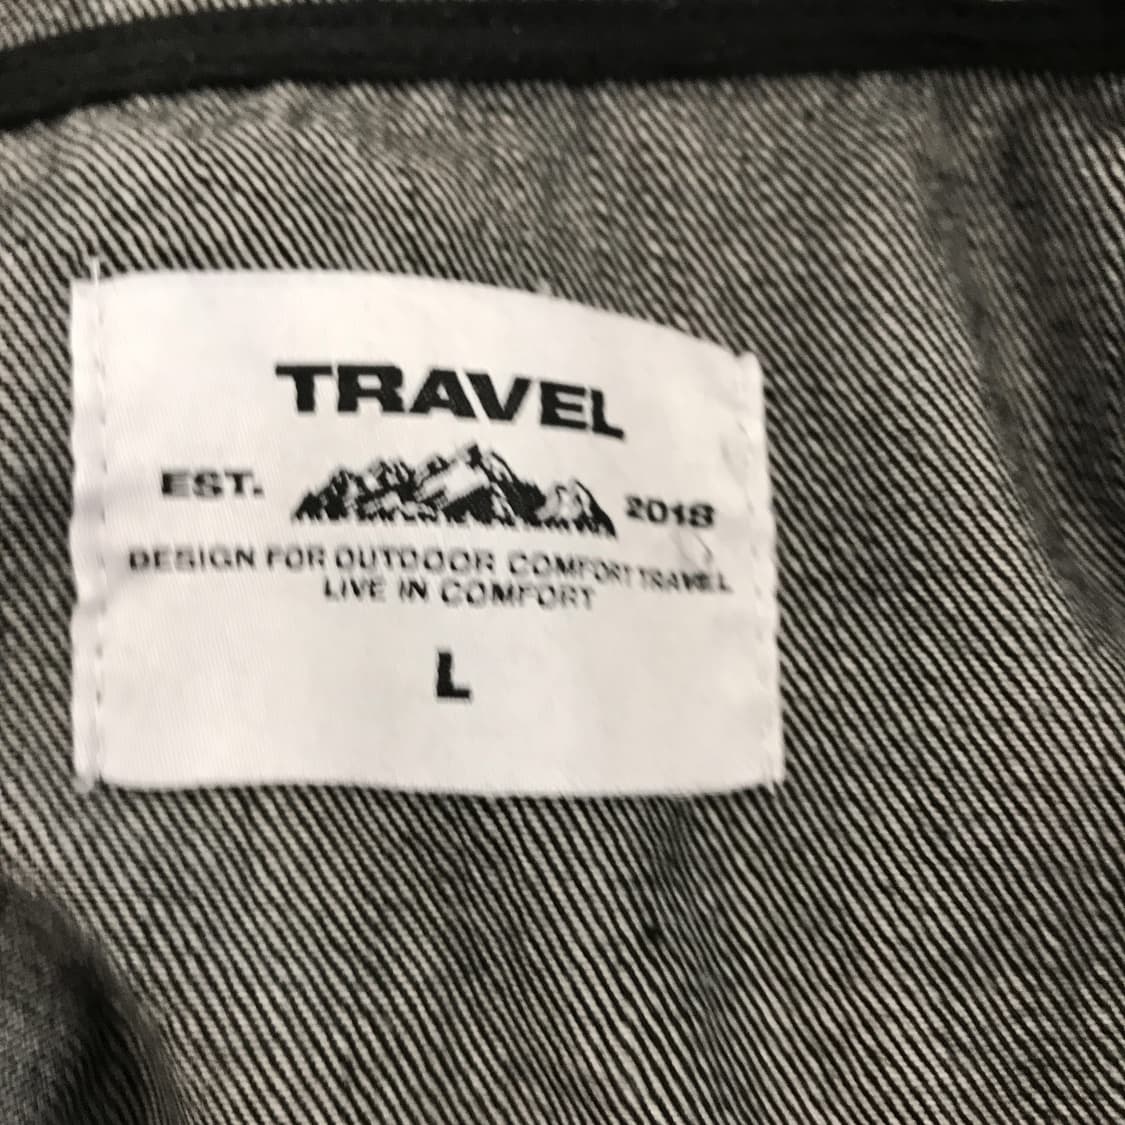 TRAVEL
EST. 2018
DESIGN FOR OUTDOOR COMFORT TRAVEL
LIVE IN COMFORT
L